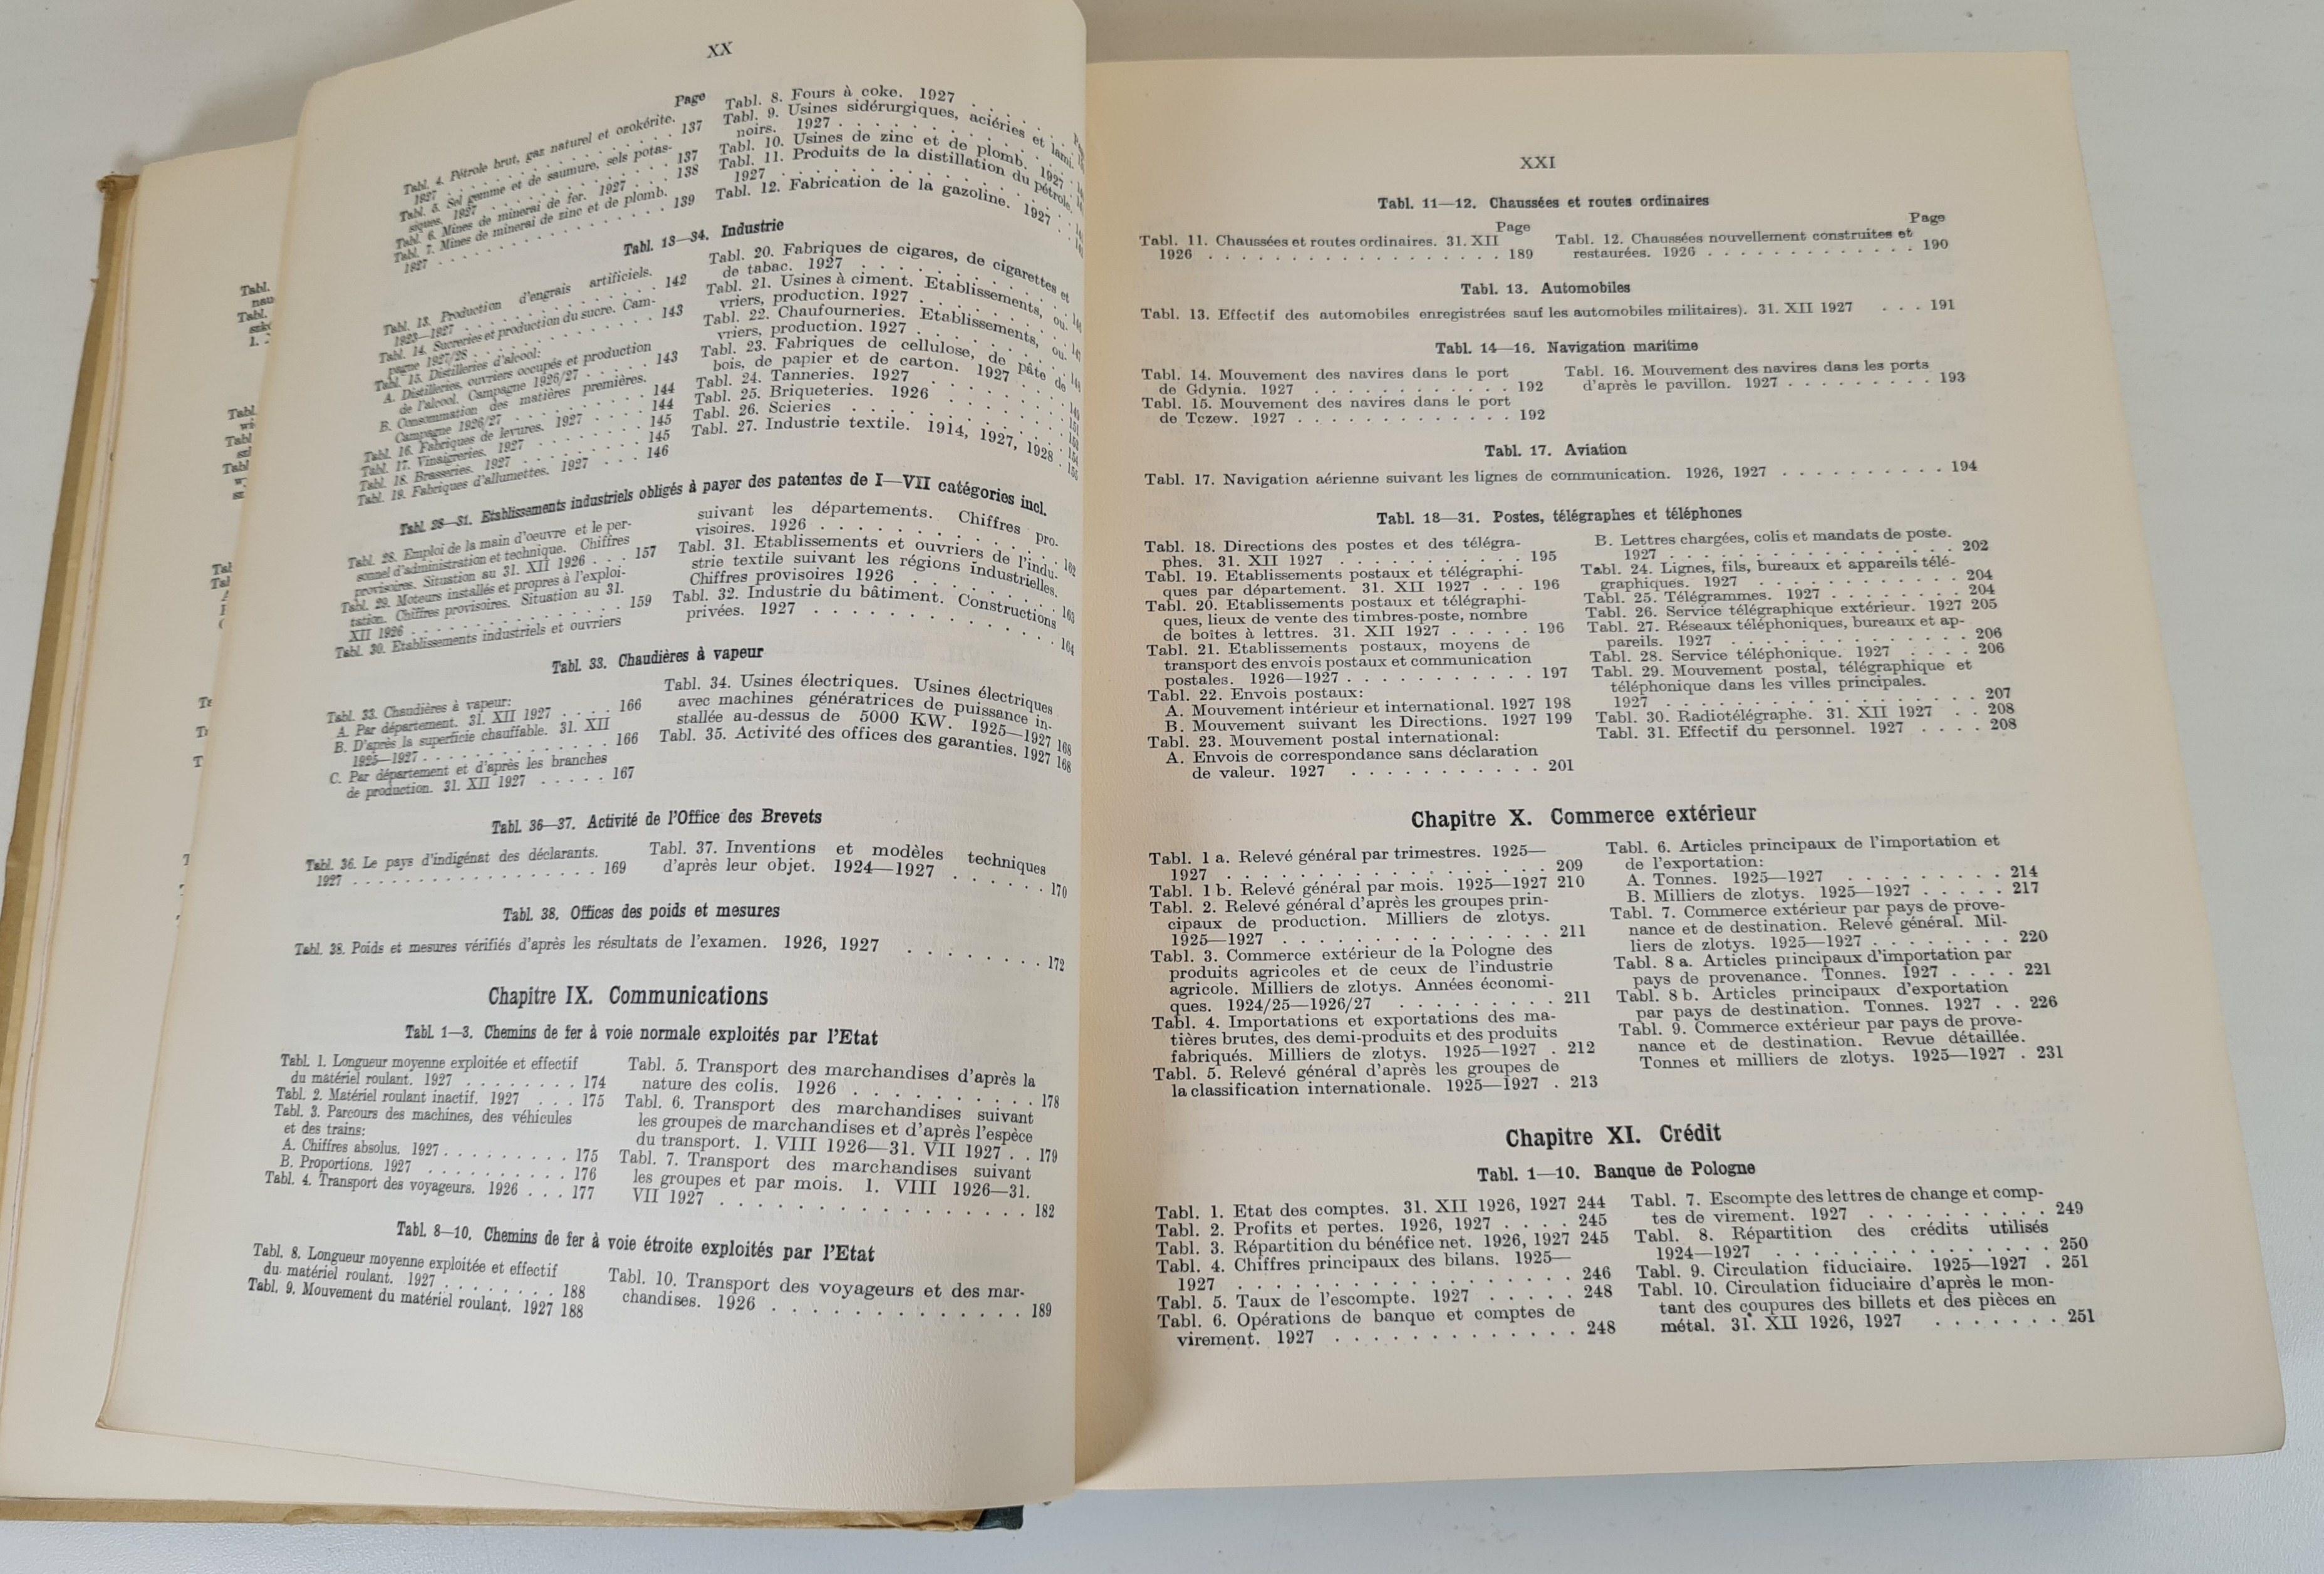 XX
Page
Tabl. 4. Pétrole brut, gaz naturel et ozokérite.
1927 . . . . . . . . . . . . . . . . . 137
Tabl. 5. Sel gemme et de saumure, sels potas-
siques. 1927 . . . . . . . . . . . . . 137
Tabl. 6. Mines de minerai de fer. 1927 . . . 138
Tabl. 7. Mines de minerai de zinc et de plomb.
1927 . . . . . . . . . . . . . . . . . 139
Tabl. 8. Fours à coke. 1927 . . . . .
Tabl. 9. Usines sidérurgiques, aciéries et lami-
noirs. 1927 . . . . . . . . . . . .
Tabl. 10. Usines de zinc et de plomb. 1927 .
Tabl. 11. Produits de la distillation du pétrole.
1927 . . . . . . . . . . . . . . . .
Tabl. 12. Fabrication de la gazoline. 1927 . .
Tabl. 13—34. Industrie
Tabl. 13. Production d'engrais artificiels.
1923—1927 . . . . . . . . . . . . . . 142
Tabl. 14. Sucreries et production du sucre. Cam-
pagne 1927/28 . . . . . . . . . . . . 143
Tabl. 15. Distilleries d'alcool:
A. Distilleries, ouvriers occupés et production
de l'alcool. Campagne 1926/27 . . . . . 143
B. Consommation des matières premières.
Campagne 1926/27 . . . . . . . . . . 144
Tabl. 16. Fabriques de levures. 1927 . . . . 144
Tabl. 17. Vinaigreries. 1927 . . . . . . . . 145
Tabl. 18. Brasseries. 1927 . . . . . . . . . 145
Tabl. 19. Fabriques d'allumettes. 1927 . . . 146
Tabl. 20. Fabriques de cigares, de cigarettes et
de tabac. 1927 . . . . . . . . . . .
Tabl. 21. Usines à ciment. Etablissements, ou-
vriers, production. 1927 . . . . . . .
Tabl. 22. Chaufourneries. Etablissements, ou-
vriers, production. 1927 . . . . . . .
Tabl. 23. Fabriques de cellulose, de pâte de
bois, de papier et de carton. 1927 . . .
Tabl. 24. Tanneries. 1927 . . . . . . . .
Tabl. 25. Briqueteries. 1926 . . . . . . .
Tabl. 26. Scieries . . . . . . . . . . .
Tabl. 27. Industrie textile. 1914, 1927, 1928 .
Tabl. 28—31. Etablissements industriels obligés à payer des patentes de I—VII catégories incl.
Tabl. 28. Emploi de la main d'œuvre et le per-
sonnel d'administration et technique. Chiffres
provisoires. Situation au 31. XII 1926 . . . 157
Tabl. 29. Moteurs installés et propres à l'exploi-
tation. Chiffres provisoires. Situation au 31.
XII 1926 . . . . . . . . . . . . . . . 159
Tabl. 30. Etablissements industriels et ouvriers
suivant les départements. Chiffres pro-
visoires. 1926 . . . . . . . . . . . . 162
Tabl. 31. Etablissements et ouvriers de l'indu-
strie textile suivant les régions industrielles.
Chiffres provisoires 1926 . . . . . . . 163
Tabl. 32. Industrie du bâtiment. Constructions
privées. 1927 . . . . . . . . . . . . 164
Tabl. 33. Chaudières à vapeur
Tabl. 33. Chaudières à vapeur:
A. Par département. 31. XII 1927 . . . . 166
B. D'après la superficie chauffable. 31. XII
1925—1927 . . . . . . . . . . . . . . 166
C. Par département et d'après les branches
de production. 31. XII 1927 . . . . . 167
Tabl. 34. Usines électriques. Usines électriques
avec machines génératrices de puissance in-
stallée au-dessus de 5000 KW. 1925—1927 168
Tabl. 35. Activité des offices des garanties. 1927 168
Tabl. 36—37. Activité de l'Office des Brevets
Tabl. 36. Le pays d'indigénat des déclarants.
1927 . . . . . . . . . . . . . . . . . 169
Tabl. 37. Inventions et modèles techniques
d'après leur objet. 1924—1927 . . . . . . 170
Tabl. 38. Offices des poids et mesures
Tabl. 38. Poids et mesures vérifiés d'après les résultats de l'examen. 1926, 1927 . . . . . . . . 172
Chapitre IX. Communications
Tabl. 1—3. Chemins de fer à voie normale exploités par l'Etat
Tabl. 1. Longueur moyenne exploitée et effectif
du matériel roulant. 1927 . . . . . . . . 174
Tabl. 2. Matériel roulant inactif. 1927 . . . 175
Tabl. 3. Parcours des machines, des véhicules
et des trains:
A. Chiffres absolus. 1927 . . . . . . . . . 175
B. Proportions. 1927 . . . . . . . . . . 176
Tabl. 4. Transport des voyageurs. 1926 . . . 177
Tabl. 5. Transport des marchandises d'après la
nature des colis. 1926 . . . . . . . . . . 178
Tabl. 6. Transport des marchandises suivant
les groupes de marchandises et d'après l'espèce
du transport. 1. VIII 1926—31. VII 1927 . . 179
Tabl. 7. Transport des marchandises suivant
les groupes et par mois. 1. VIII 1926—31.
VII 1927 . . . . . . . . . . . . . . . . 182
Tabl. 8—10. Chemins de fer à voie étroite exploités par l'Etat
Tabl. 8. Longueur moyenne exploitée et effectif
du matériel roulant. 1927 . . . . . . . 188
Tabl. 9. Mouvement du matériel roulant. 1927 188
Tabl. 10. Transport des voyageurs et des mar-
chandises. 1926 . . . . . . . . . . . . . 189
XXI
Tabl. 11—12. Chaussées et routes ordinaires
Page
Tabl. 11. Chaussées et routes ordinaires. 31. XII
1926 . . . . . . . . . . . . . . . . . . 189
Page
Tabl. 12. Chaussées nouvellement construites et
restaurées. 1926 . . . . . . . . . . . . . 190
Tabl. 13. Automobiles
Tabl. 13. Effectif des automobiles enregistrées sauf les automobiles militaires). 31. XII 1927 . . . 191
Tabl. 14—16. Navigation maritime
Tabl. 14. Mouvement des navires dans le port
de Gdynia. 1927 . . . . . . . . . . . . 192
Tabl. 15. Mouvement des navires dans le port
de Tczew. 1927 . . . . . . . . . . . . . 192
Tabl. 16. Mouvement des navires dans les ports
d'après le pavillon. 1927 . . . . . . . . . 193
Tabl. 17. Aviation
Tabl. 17. Navigation aérienne suivant les lignes de communication. 1926, 1927 . . . . . . . . . . 194
Tabl. 18—31. Postes, télégraphes et téléphones
Tabl. 18. Directions des postes et des télégra-
phes. 31. XII 1927 . . . . . . . . . . . 195
Tabl. 19. Etablissements postaux et télégraphi-
ques par département. 31. XII 1927 . . . 196
Tabl. 20. Etablissements postaux et télégraphi-
ques, lieux de vente des timbres-poste, nombre
de boîtes à lettres. 31. XII 1927 . . . . . 196
Tabl. 21. Etablissements postaux, moyens de
transport des envois postaux et communication
postales. 1926—1927 . . . . . . . . . . . 197
Tabl. 22. Envois postaux:
A. Mouvement intérieur et international. 1927 198
B. Mouvement suivant les Directions. 1927 199
Tabl. 23. Mouvement postal international:
A. Envois de correspondance sans déclaration
de valeur. 1927 . . . . . . . . . . . 201
B. Lettres chargées, colis et mandats de poste.
1927 . . . . . . . . . . . . . . . . . 202
Tabl. 24. Lignes, fils, bureaux et appareils télé-
graphiques. 1927 . . . . . . . . . . . . 204
Tabl. 25. Télégrammes. 1927 . . . . . . . . 204
Tabl. 26. Service télégraphique extérieur. 1927 205
Tabl. 27. Réseaux téléphoniques, bureaux et ap-
pareils. 1927 . . . . . . . . . . . . . . 206
Tabl. 28. Service téléphonique. 1927 . . . . 206
Tabl. 29. Mouvement postal, télégraphique et
téléphonique dans les villes principales.
1927 . . . . . . . . . . . . . . . . . 207
Tabl. 30. Radiotélégraphe. 31. XII 1927 . . 208
Tabl. 31. Effectif du personnel. 1927 . . . . 208
Chapitre X. Commerce extérieur
Tabl. 1 a. Relevé général par trimestres. 1925—
1927 . . . . . . . . . . . . . . . . . . 209
Tabl. 1 b. Relevé général par mois. 1925—1927 210
Tabl. 2. Relevé général d'après les groupes prin-
cipaux de production. Milliers de zlotys.
1925—1927 . . . . . . . . . . . . . . . 211
Tabl. 3. Commerce extérieur de la Pologne des
produits agricoles et de ceux de l'industrie
agricole. Milliers de zlotys. Années économi-
ques. 1924/25—1926/27 . . . . . . . . . 211
Tabl. 4. Importations et exportations des ma-
tières brutes, des demi-produits et des produits
fabriqués. Milliers de zlotys. 1925—1927 . 212
Tabl. 5. Relevé général d'après les groupes de
la classification internationale. 1925—1927 . 213
Tabl. 6. Articles principaux de l'importation et
de l'exportation:
A. Tonnes. 1925—1927 . . . . . . . . . 214
B. Milliers de zlotys. 1925—1927 . . . . . 217
Tabl. 7. Commerce extérieur par pays de prove-
nance et de destination. Relevé général. Mil-
liers de zlotys. 1925—1927 . . . . . . . . 220
Tabl. 8 a. Articles principaux d'importation par
pays de provenance. Tonnes. 1927 . . . . 221
Tabl. 8 b. Articles principaux d'exportation
par pays de destination. Tonnes. 1927 . . 226
Tabl. 9. Commerce extérieur par pays de prove-
nance et de destination. Revue détaillée.
Tonnes et milliers de zlotys. 1925—1927 . 231
Chapitre XI. Crédit
Tabl. 1—10. Banque de Pologne
Tabl. 1. Etat des comptes. 31. XII 1926, 1927 244
Tabl. 2. Profits et pertes. 1926, 1927 . . . . 245
Tabl. 3. Répartition du bénéfice net. 1926, 1927 245
Tabl. 4. Chiffres principaux des bilans. 1925—
1927 . . . . . . . . . . . . . . . . . . 246
Tabl. 5. Taux de l'escompte. 1927 . . . . . 248
Tabl. 6. Opérations de banque et comptes de
virement. 1927 . . . . . . . . . . . . . 248
Tabl. 7. Escompte des lettres de change et comp-
tes de virement. 1927 . . . . . . . . . . 249
Tabl. 8. Répartition des crédits utilisés
1924—1927 . . . . . . . . . . . . . . . 250
Tabl. 9. Circulation fiduciaire. 1925—1927 . 251
Tabl. 10. Circulation fiduciaire d'après le mon-
tant des coupures des billets et des pièces en
métal. 31. XII 1926, 1927 . . . . . . . 251